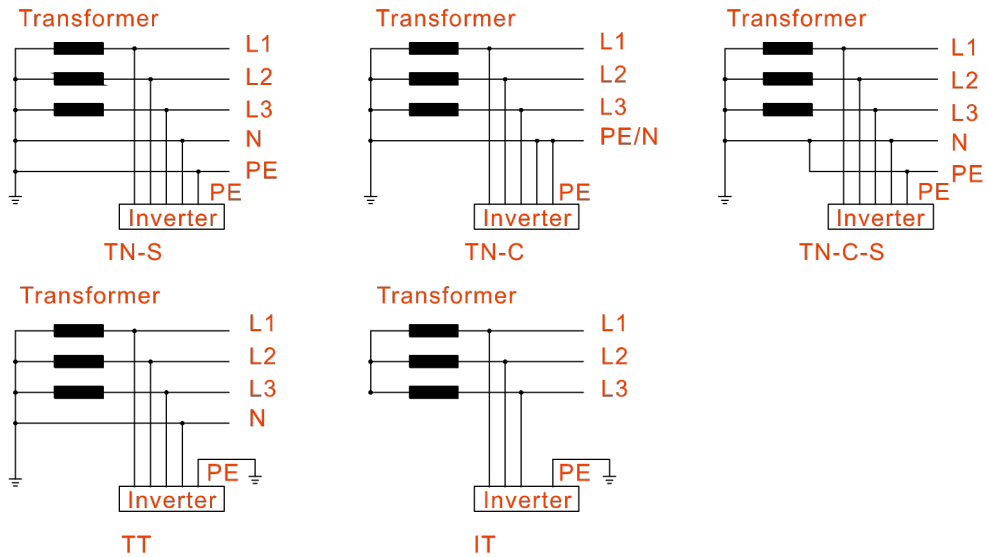 Transformer
L1
L2
L3
N
PE
PE
Inverter
TN-S
Transformer
L1
L2
L3
PE/N
PE
Inverter
TN-C
Transformer
L1
L2
L3
N
PE
PE
Inverter
TN-C-S
Transformer
L1
L2
L3
N
PE
Inverter
TT
Transformer
L1
L2
L3
PE
Inverter
IT